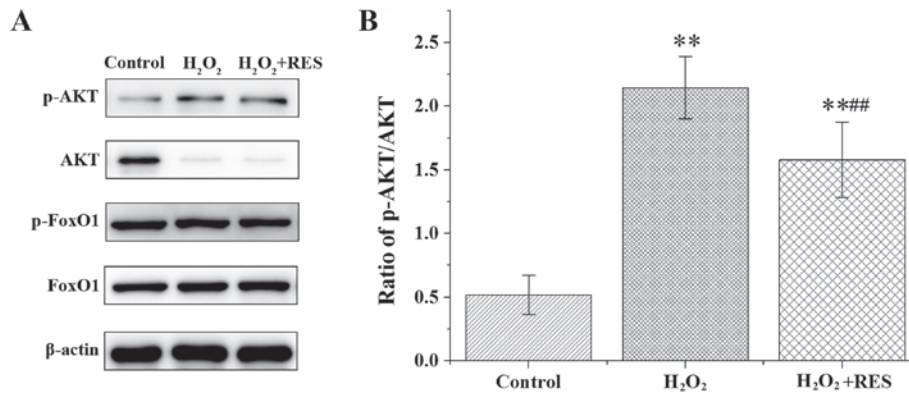 A
Control H₂O₂ H₂O₂+RES
p-AKT
AKT
p-FoxO1
FoxO1
β-actin
B
Ratio of p-AKT/AKT
2.5
2.0
1.5
1.0
0.5
0.0
**
**##
Control H₂O₂ H₂O₂+RES